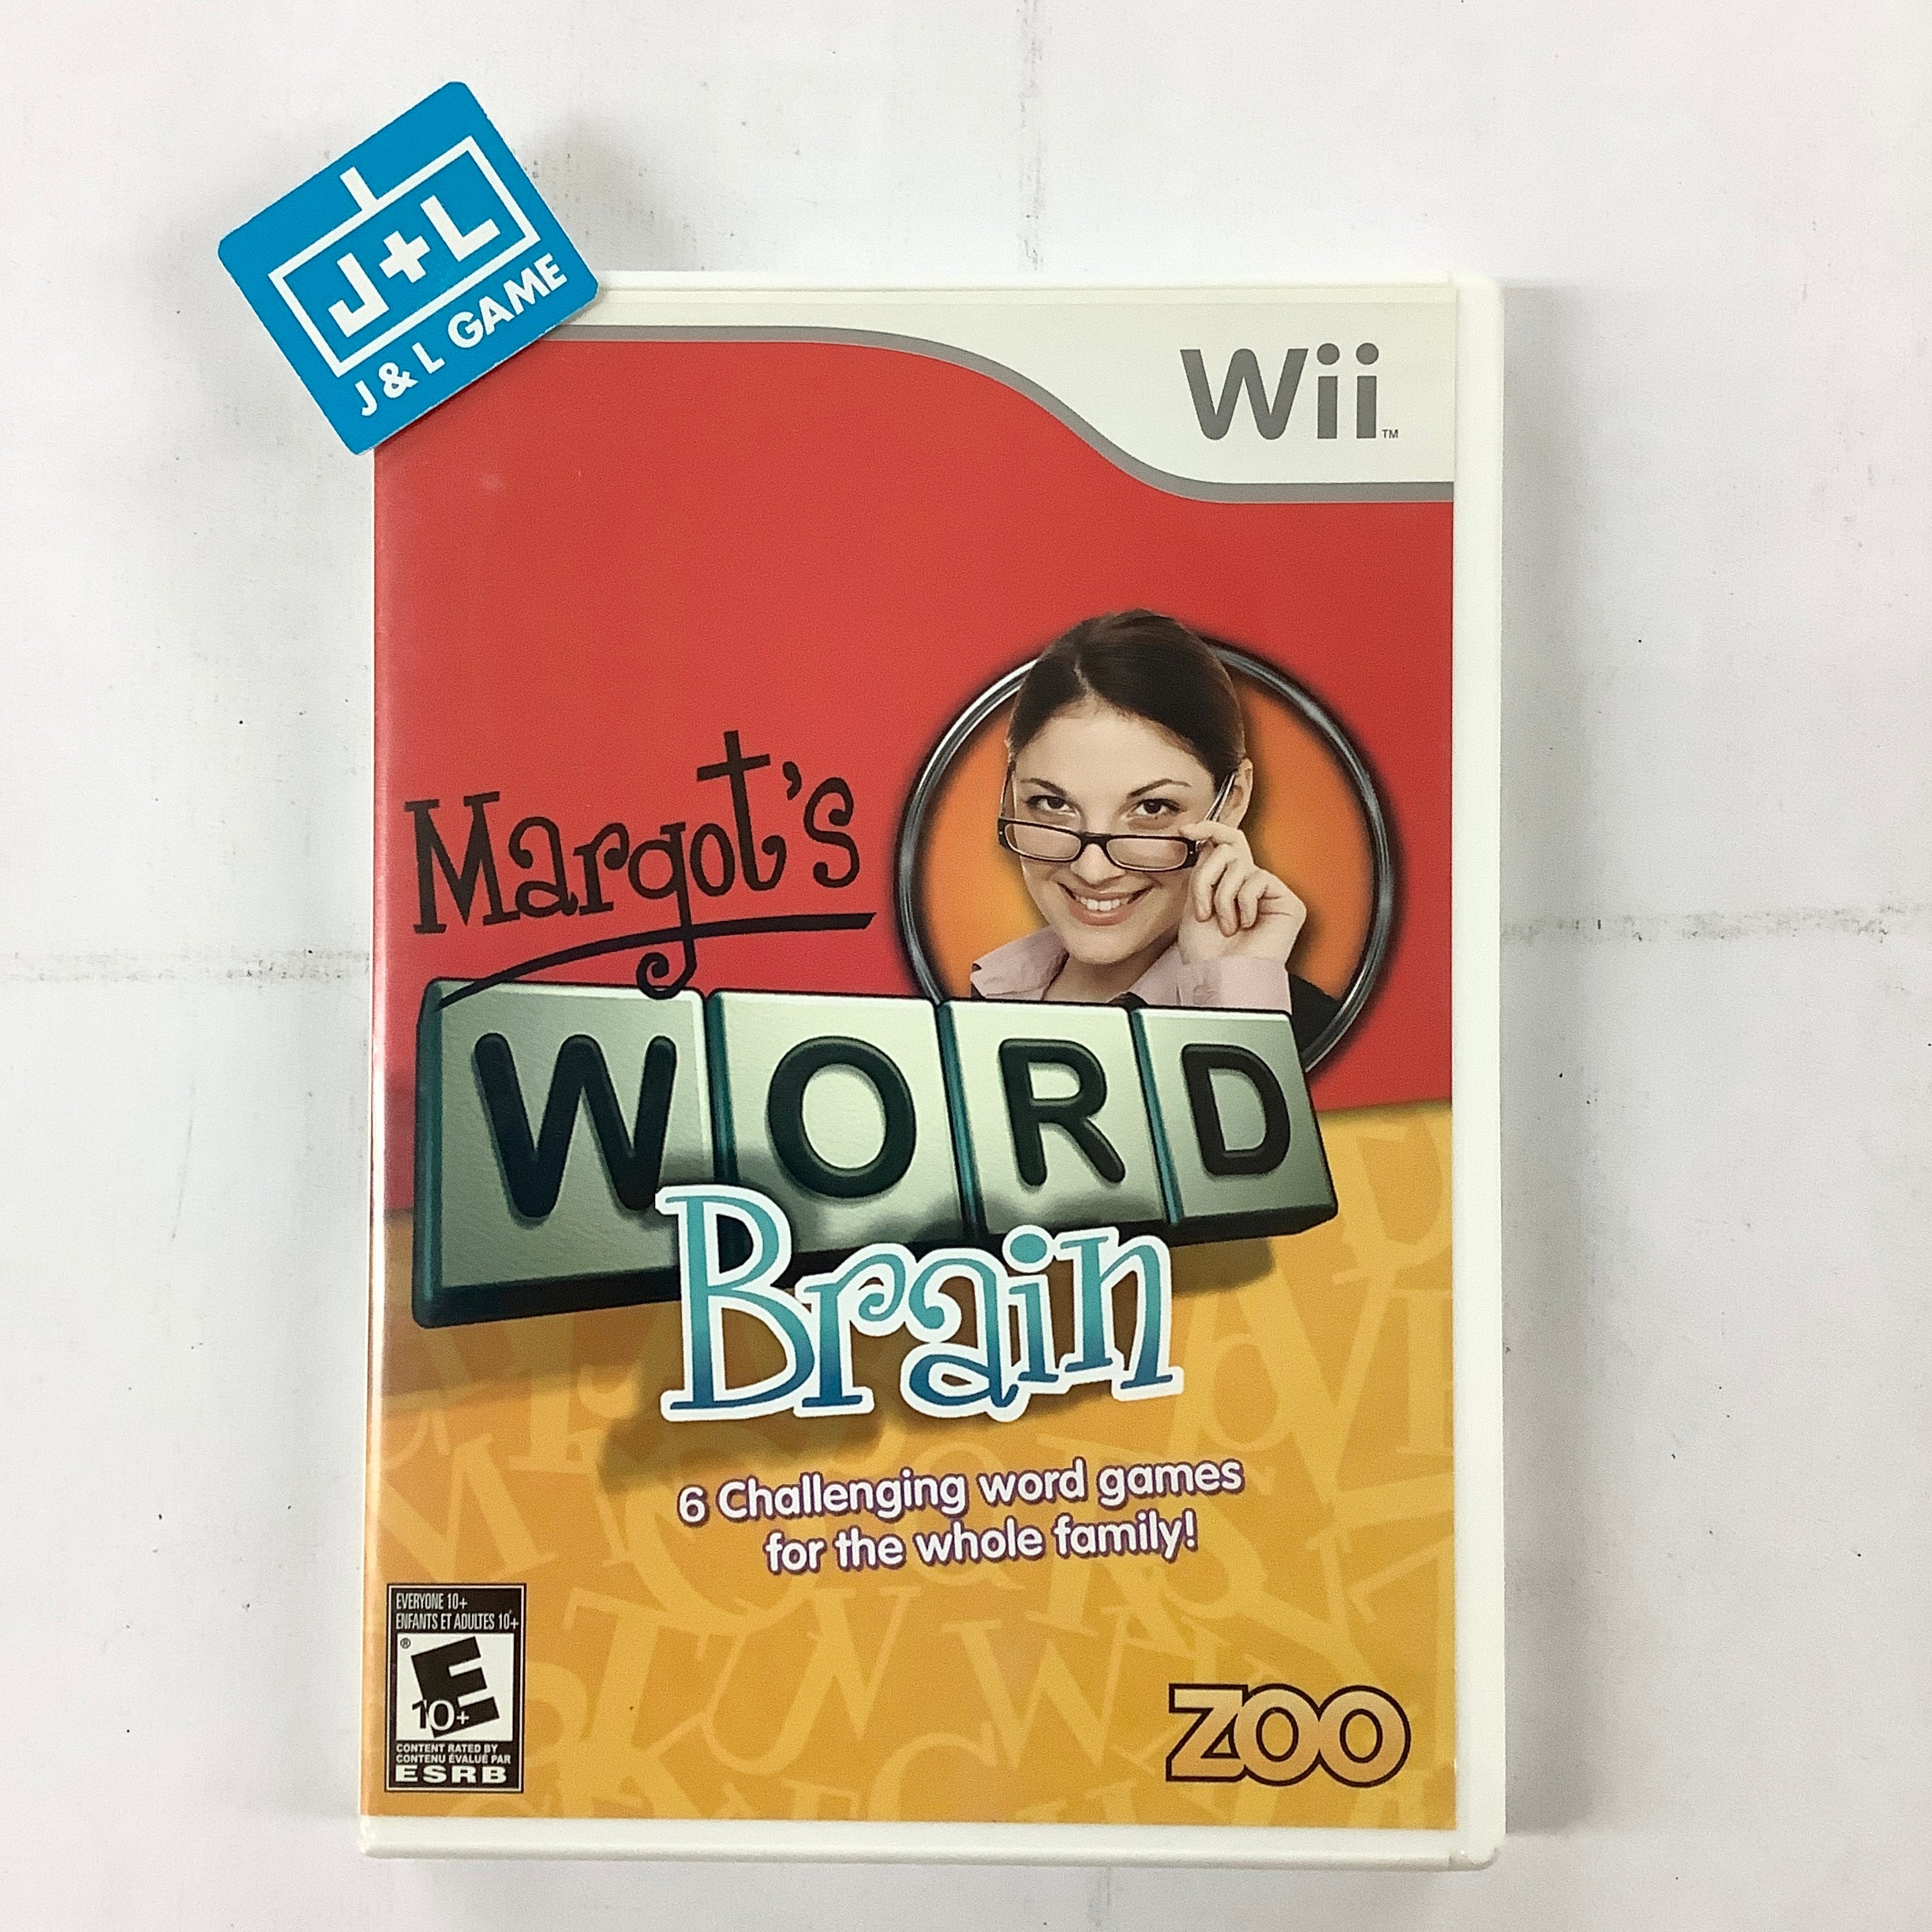 J+L
J & L GAME
Wii™
Margot's
WORD
Brain
6 Challenging word games
for the whole family!
EVERYONE 10+
ENFANTS ET ADULTES 10+
®
E
10+
CONTENT RATED BY
CONTENU ÉVALUÉ PAR
ESRB
ZOO